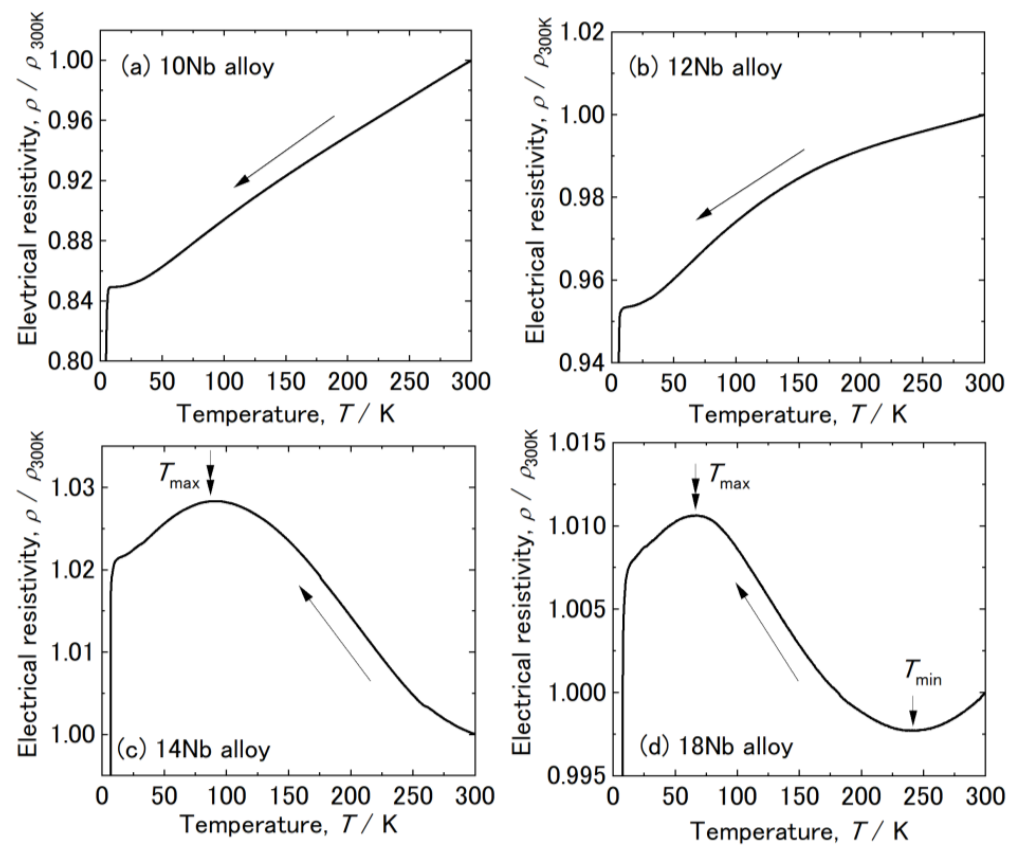 (a) 10Nb alloy
Elevtrical resistivity, ρ / ρ300K
1.00
0.96
0.92
0.88
0.84
0.80
0 50 100 150 200 250 300
Temperature, T / K
(b) 12Nb alloy
Electrical resistivity, ρ / ρ300K
1.02
1.00
0.98
0.96
0.94
0 50 100 150 200 250 300
Temperature, T / K
Tmax
Electrical resistivity, ρ / ρ300K
1.03
1.02
1.01
1.00
(c) 14Nb alloy
0 50 100 150 200 250 300
Temperature, T / K
Tmax
Tmin
Electrical resistivity, ρ / ρ300K
1.015
1.010
1.005
1.000
0.995
(d) 18Nb alloy
0 50 100 150 200 250 300
Temperature, T / K